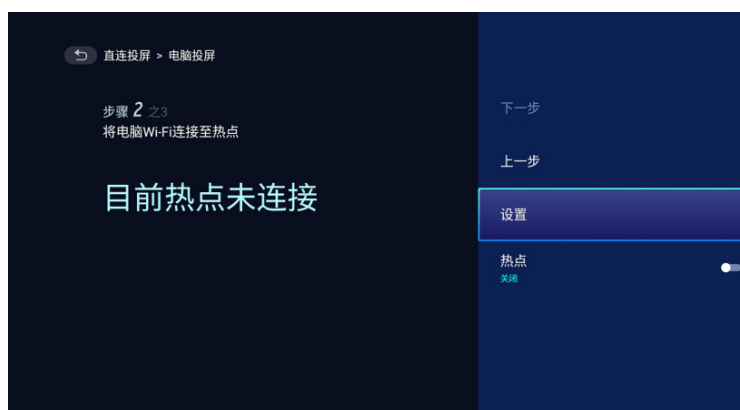 直连投屏 > 电脑投屏
步骤 2 之3
将电脑Wi-Fi连接至热点
目前热点未连接
下一步
上一步
设置
热点
关闭